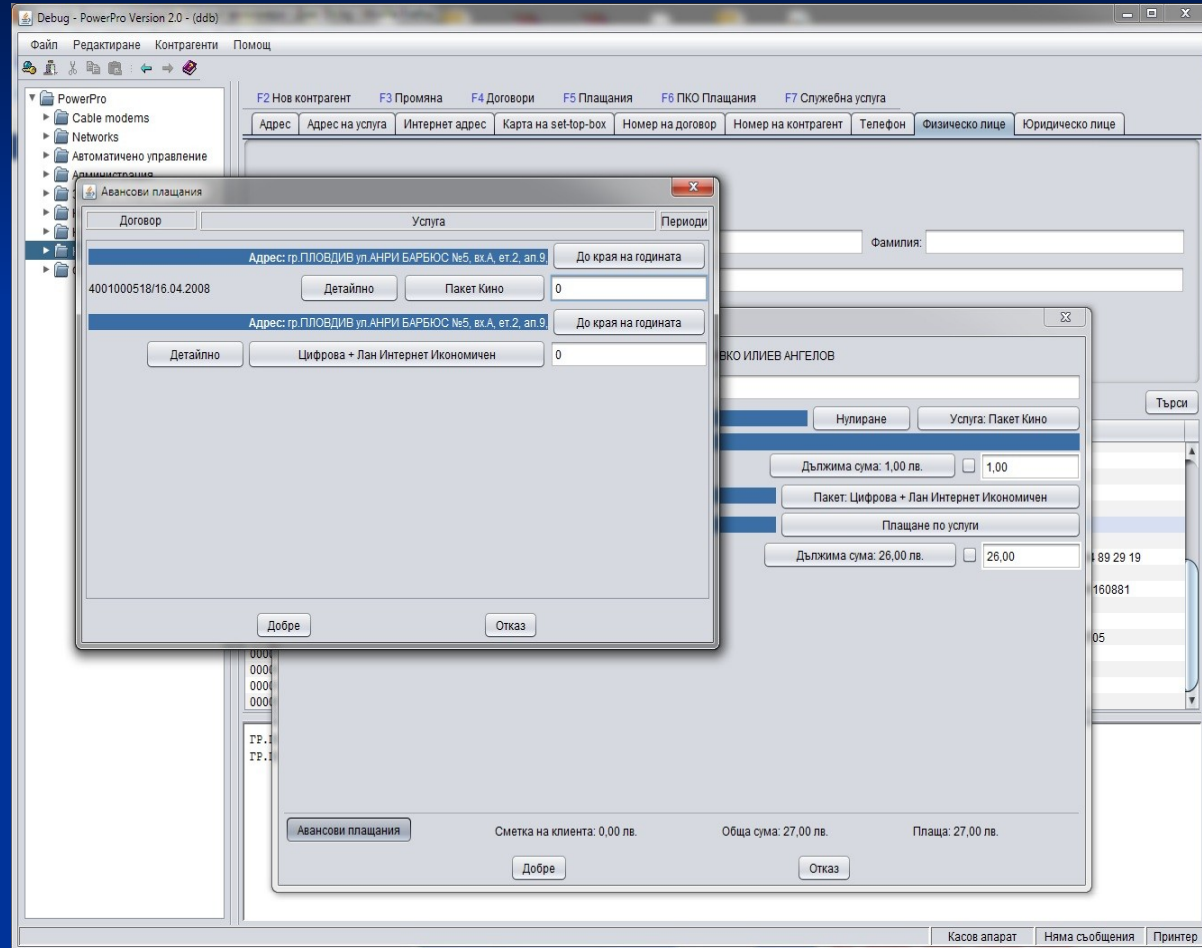 Debug - PowerPro Version 2.0 - (ddb)
Файл Редактиране Контрагенти Помощ
F2 Нов контрагент F3 Промяна F4 Договори F5 Плащания F6 ПКО Плащания F7 Служебна услуга
Адрес Адрес на услуга Интернет адрес Карта на set-top-box Номер на договор Номер на контрагент Телефон Физическо лице Юридическо лице
PowerPro
Cable modems
Networks
Автоматичено управление
Администрация
Авансови плащания
Договор Услуга Периоди
Адрес: гр.ПЛОВДИВ ул.АНРИ БАРБЮС №5, вх.А, ет.2, ап.9, До края на годината
4001000518/16.04.2008 Детайлно Пакет Кино 0
Адрес: гр.ПЛОВДИВ ул.АНРИ БАРБЮС №5, вх.А, ет.2, ап.9, До края на годината
Детайлно Цифрова + Лан Интернет Икономичен 0
Добре Отказ
Фамилия:
ВКО ИЛИЕВ АНГЕЛОВ
Търси
Нулиране Услуга: Пакет Кино
Дължима сума: 1,00 лв. 1,00
Пакет: Цифрова + Лан Интернет Икономичен
Плащане по услуги
Дължима сума: 26,00 лв. 26,00
89 29 19
160881
05
0000
0000
0000
ГР.
ГР.
Авансови плащания Сметка на клиента: 0,00 лв. Обща сума: 27,00 лв. Плаща: 27,00 лв.
Добре Отказ
Касов апарат Няма съобщения Принтер